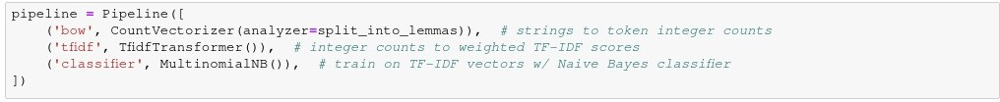 pipeline = Pipeline([
    ('bow', CountVectorizer(analyzer=split_into_lemmas)),  # strings to token integer counts
    ('tfidf', TfidfTransformer()),  # integer counts to weighted TF-IDF scores
    ('classifier', MultinomialNB()),  # train on TF-IDF vectors w/ Naive Bayes classifier
])